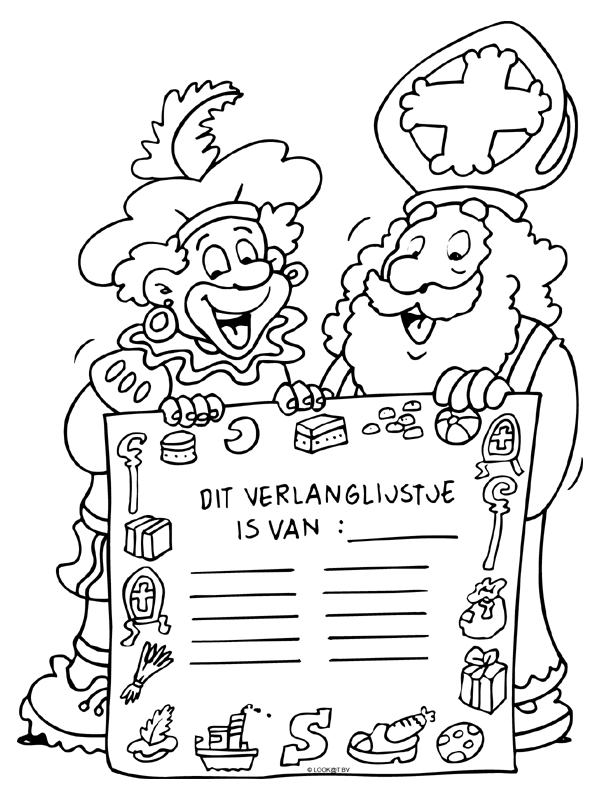 DIT VERLANGLIJSTJE
IS VAN :
S
© LOOK@T BV